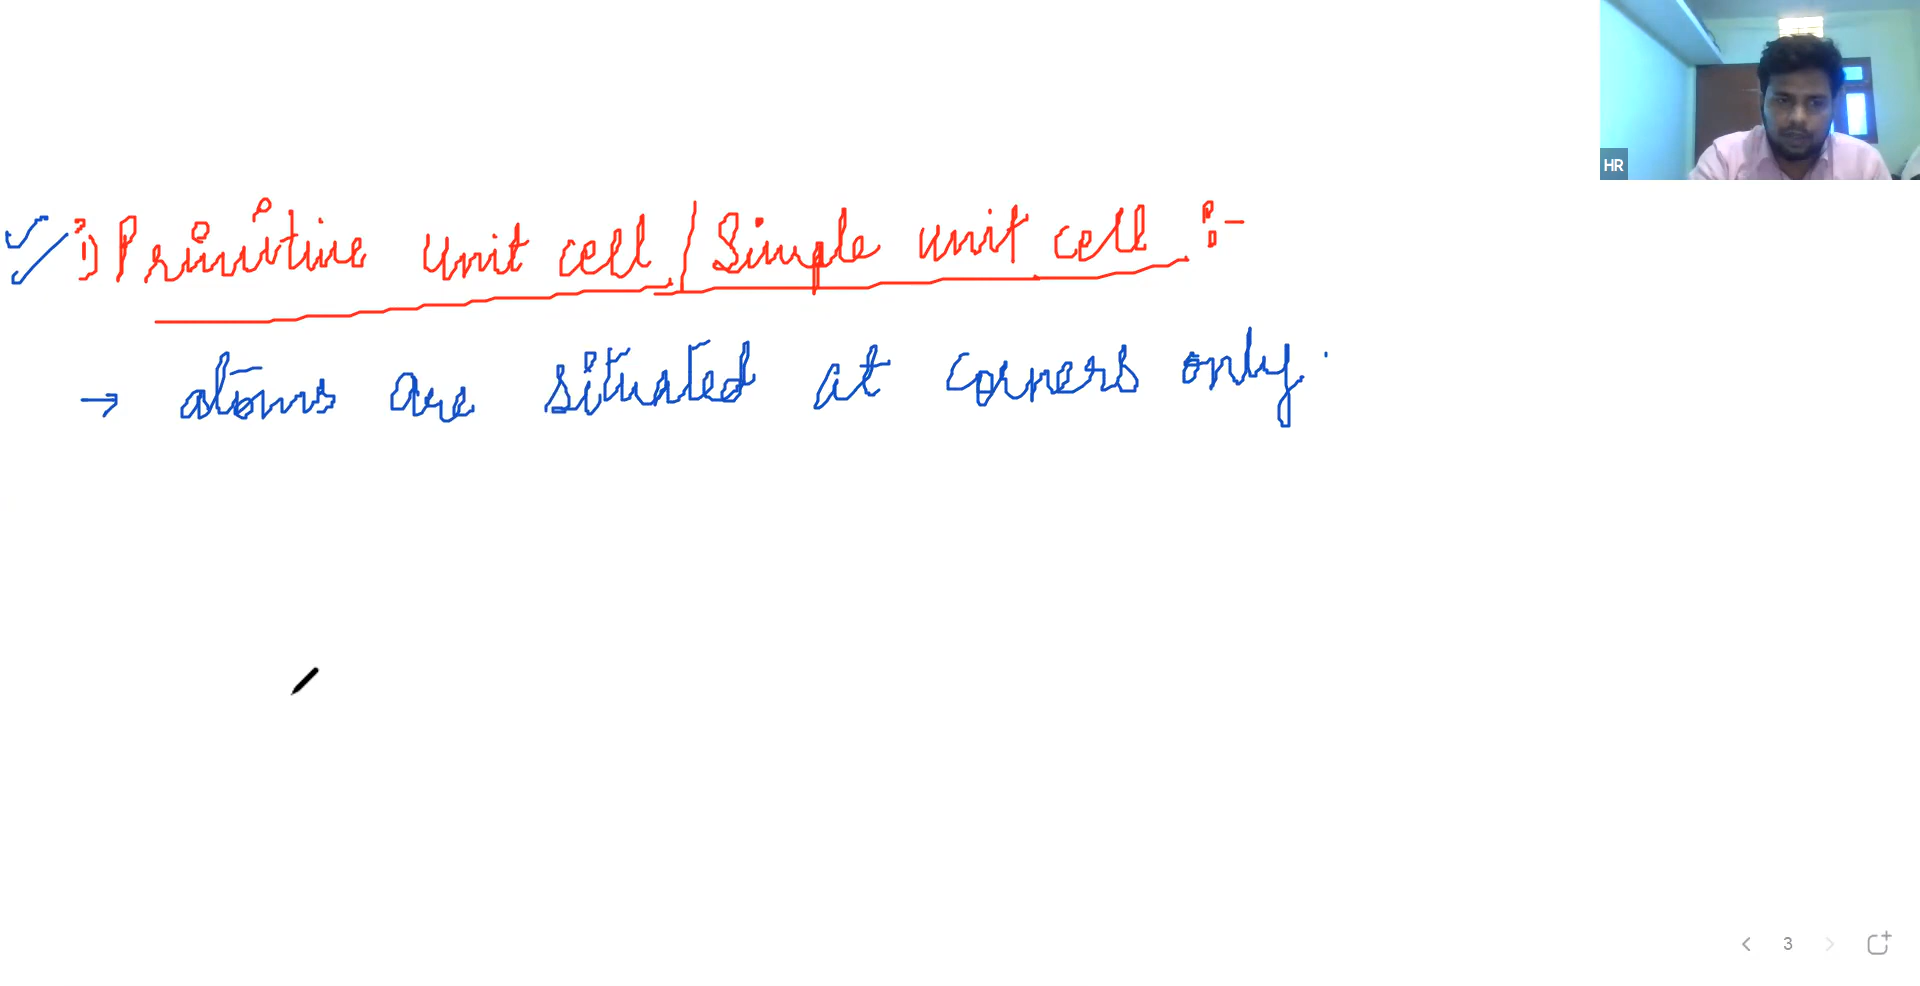 HR
i) Primitive unit cell / Simple unit cell :-
→ atoms are situated at corners only.
3